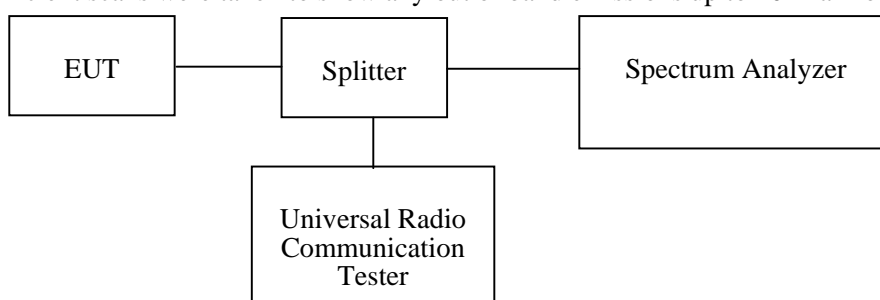 EUT
Splitter
Spectrum Analyzer
Universal Radio
Communication
Tester